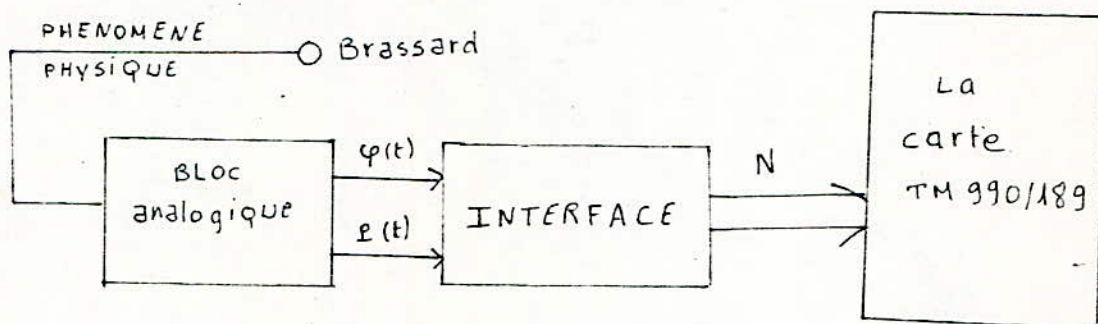 PHENOMENE
PHYSIQUE
Brassard
BLOC
analogique
φ(t)
P(t)
INTERFACE
N
La
carte
TM 990/189